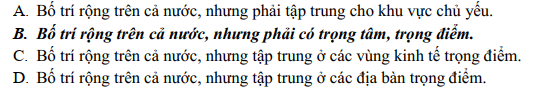 A. Bố trí rộng trên cả nước, nhưng phải tập trung cho khu vực chủ yếu.
B. Bố trí rộng trên cả nước, nhưng phải có trọng tâm, trọng điểm.
C. Bố trí rộng trên cả nước, nhưng tập trung ở các vùng kinh tế trọng điểm.
D. Bố trí rộng trên cả nước, nhưng tập trung ở các địa bàn trọng điểm.